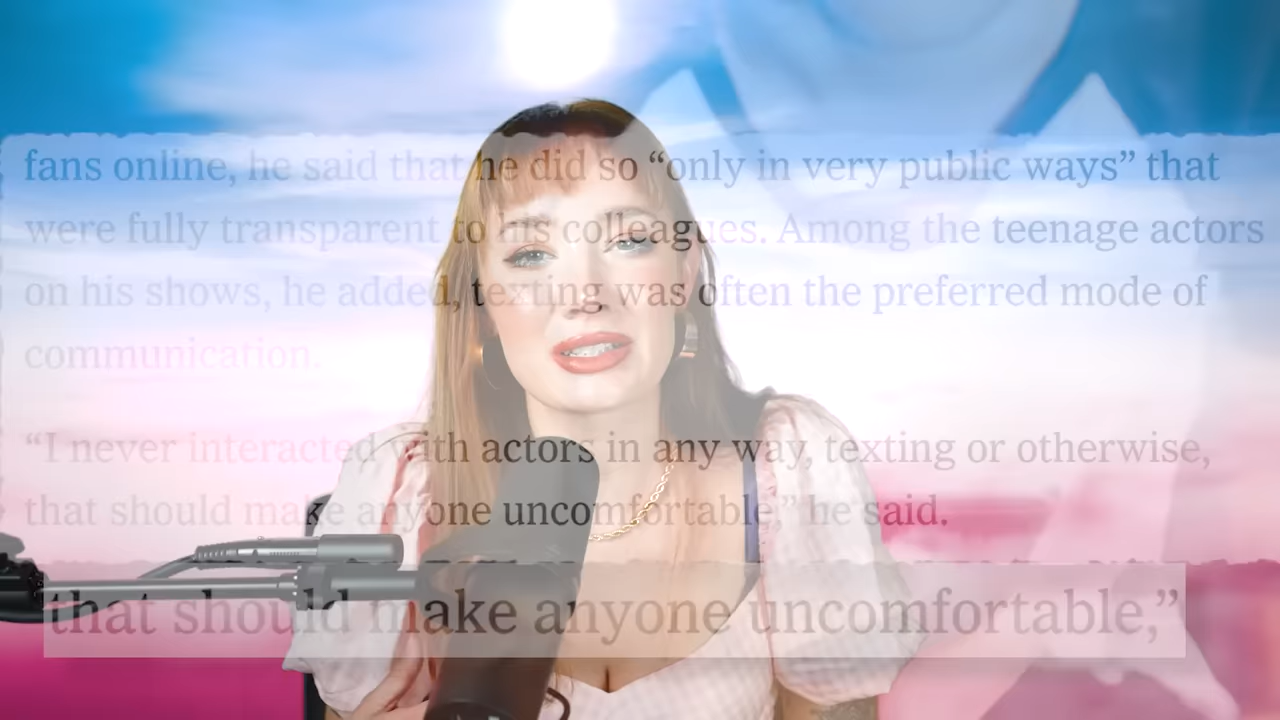 fans online, he said that he did so “only in very public ways” that
were fully transparent to his colleagues. Among the teenage actors
on his shows, he added, texting was often the preferred mode of
communication.
“I never interacted with actors in any way, texting or otherwise,
that should make anyone uncomfortable,” he said.
that should make anyone uncomfortable,”